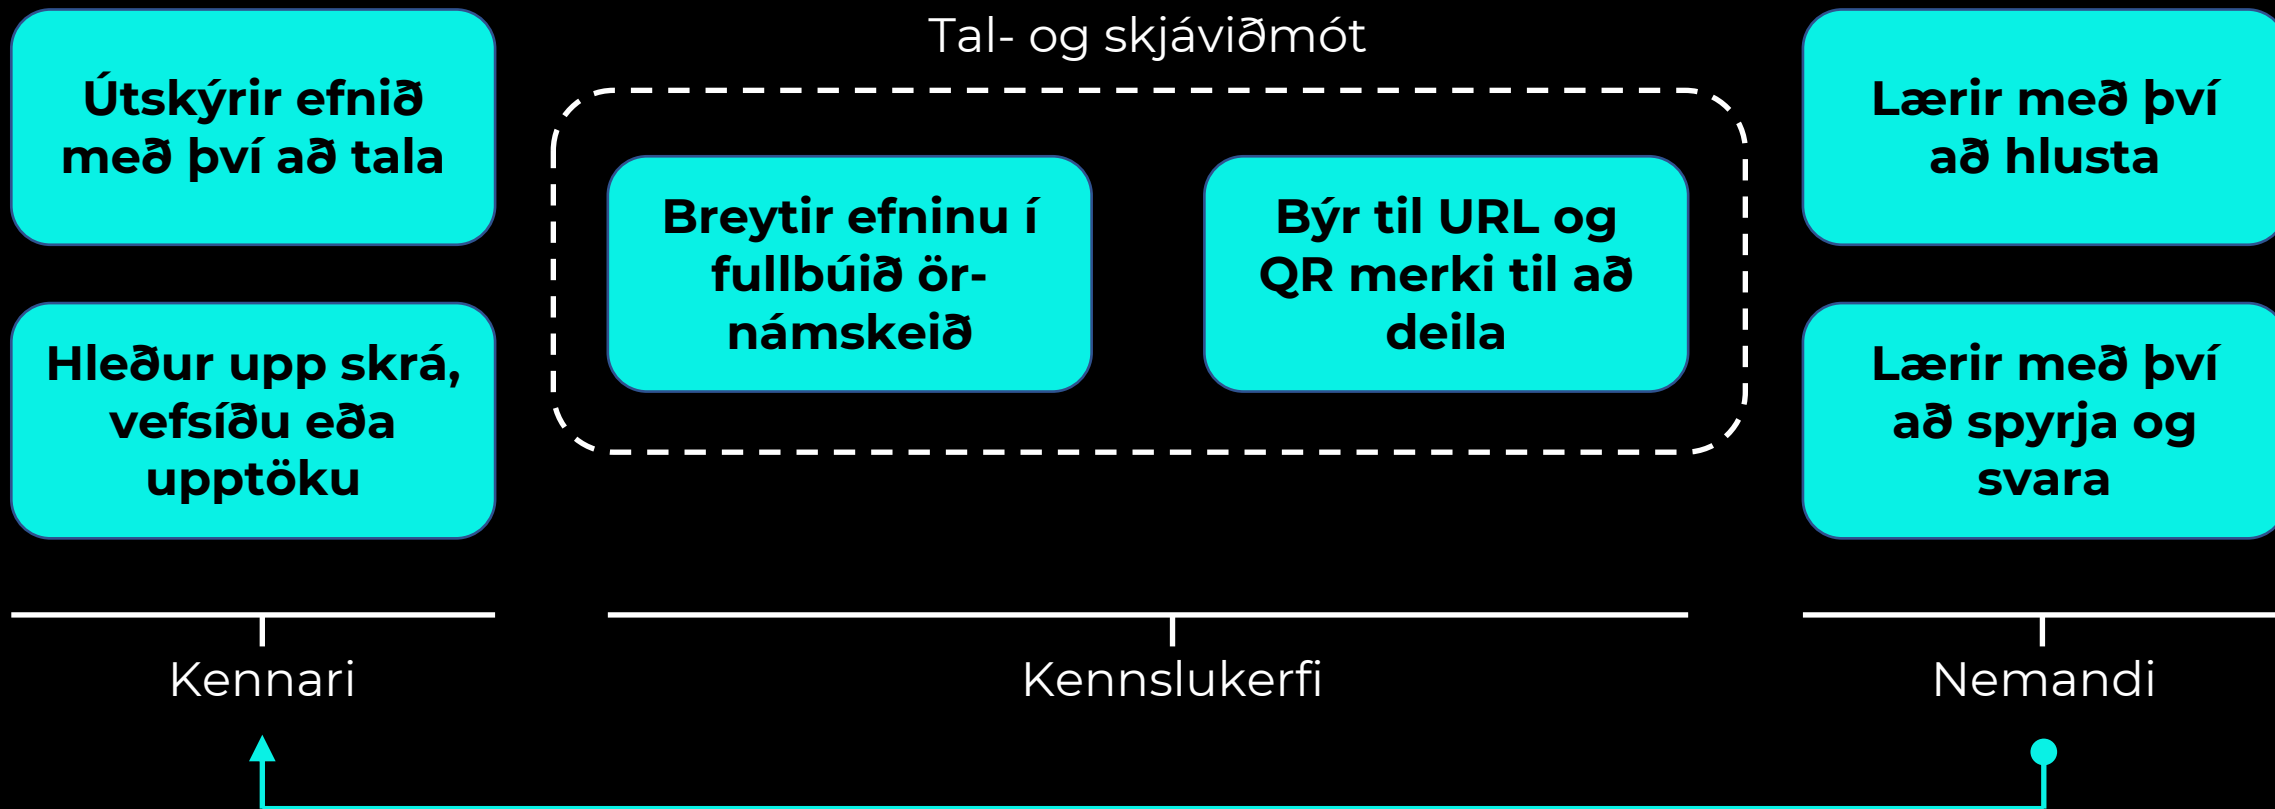 Tal- og skjáviðmót
Útskýrir efnið
með því að tala
Hleður upp skrá,
vefsíðu eða
upptöku
Breytir efninu í
fullbúið ör-
námskeið
Býr til URL og
QR merki til að
deila
Lærir með því
að hlusta
Lærir með því
að spyrja og
svara
Kennari
Kennslukerfi
Nemandi